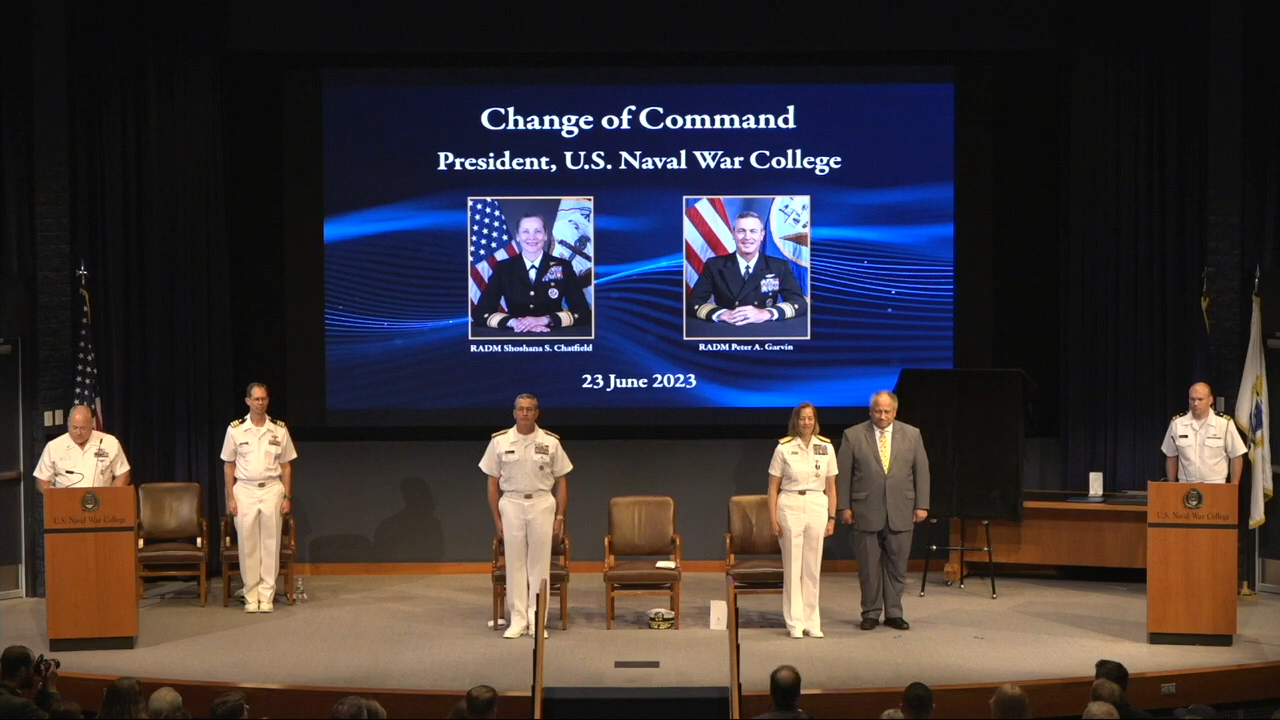 Change of Command
President, U.S. Naval War College
RADM Shoshana S. Chatfield
RADM Peter A. Garvin
23 June 2023
U.S. Naval War College
U.S. Naval War College